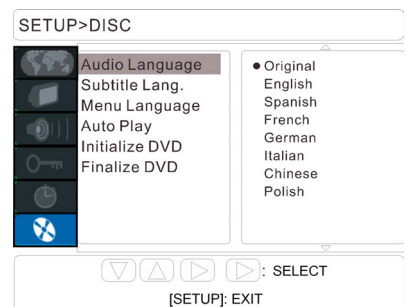 SETUP>DISC
Audio Language
Subtitle Lang.
Menu Language
Auto Play
Initialize DVD
Finalize DVD
Original
English
Spanish
French
German
Italian
Chinese
Polish
: SELECT
[SETUP]: EXIT